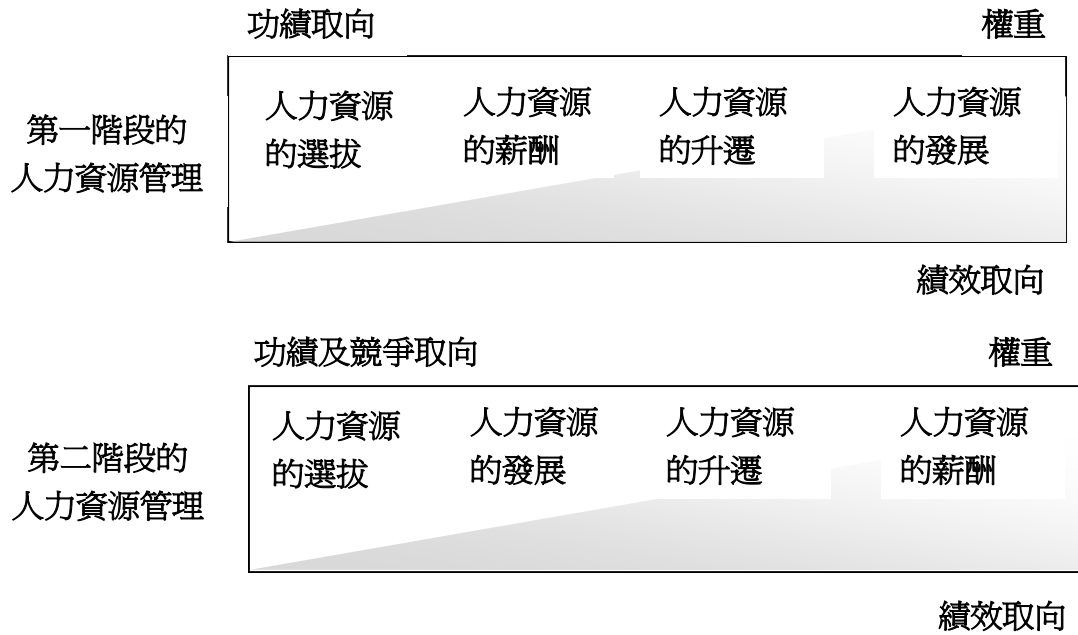 功績取向 權重
第一階段的
人力資源管理
人力資源
的選拔
人力資源
的薪酬
人力資源
的升遷
人力資源
的發展
績效取向
功績及競爭取向 權重
第二階段的
人力資源管理
人力資源
的選拔
人力資源
的發展
人力資源
的升遷
人力資源
的薪酬
績效取向